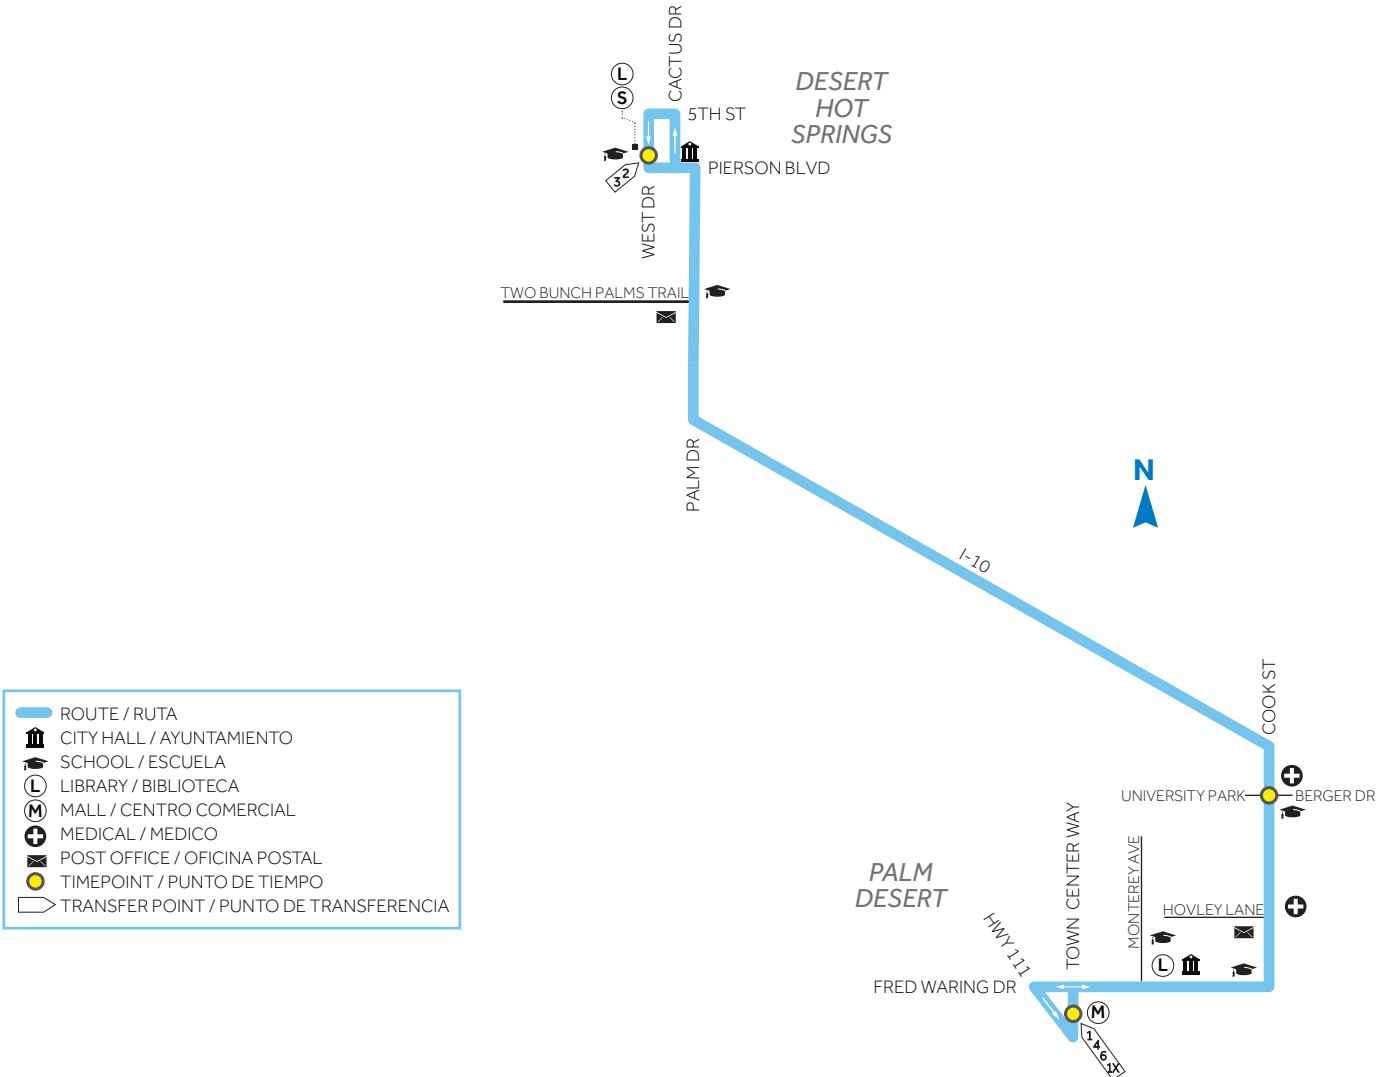 CACTUS DR
L
S
5TH ST
DESERT
HOT
SPRINGS
PIERSON BLVD
3 2
WEST DR
TWO BUNCH PALMS TRAIL
PALM DR
N
I-10
COOK ST
UNIVERSITY PARK
BERGER DR
TOWN CENTER WAY
MONTEREY AVE
PALM
DESERT
HOVLEY LANE
HWY 111
L
FRED WARING DR
M
1
4
6
1X
ROUTE / RUTA
CITY HALL / AYUNTAMIENTO
SCHOOL / ESCUELA
L LIBRARY / BIBLIOTECA
M MALL / CENTRO COMERCIAL
MEDICAL / MEDICO
POST OFFICE / OFICINA POSTAL
TIMEPOINT / PUNTO DE TIEMPO
TRANSFER POINT / PUNTO DE TRANSFERENCIA